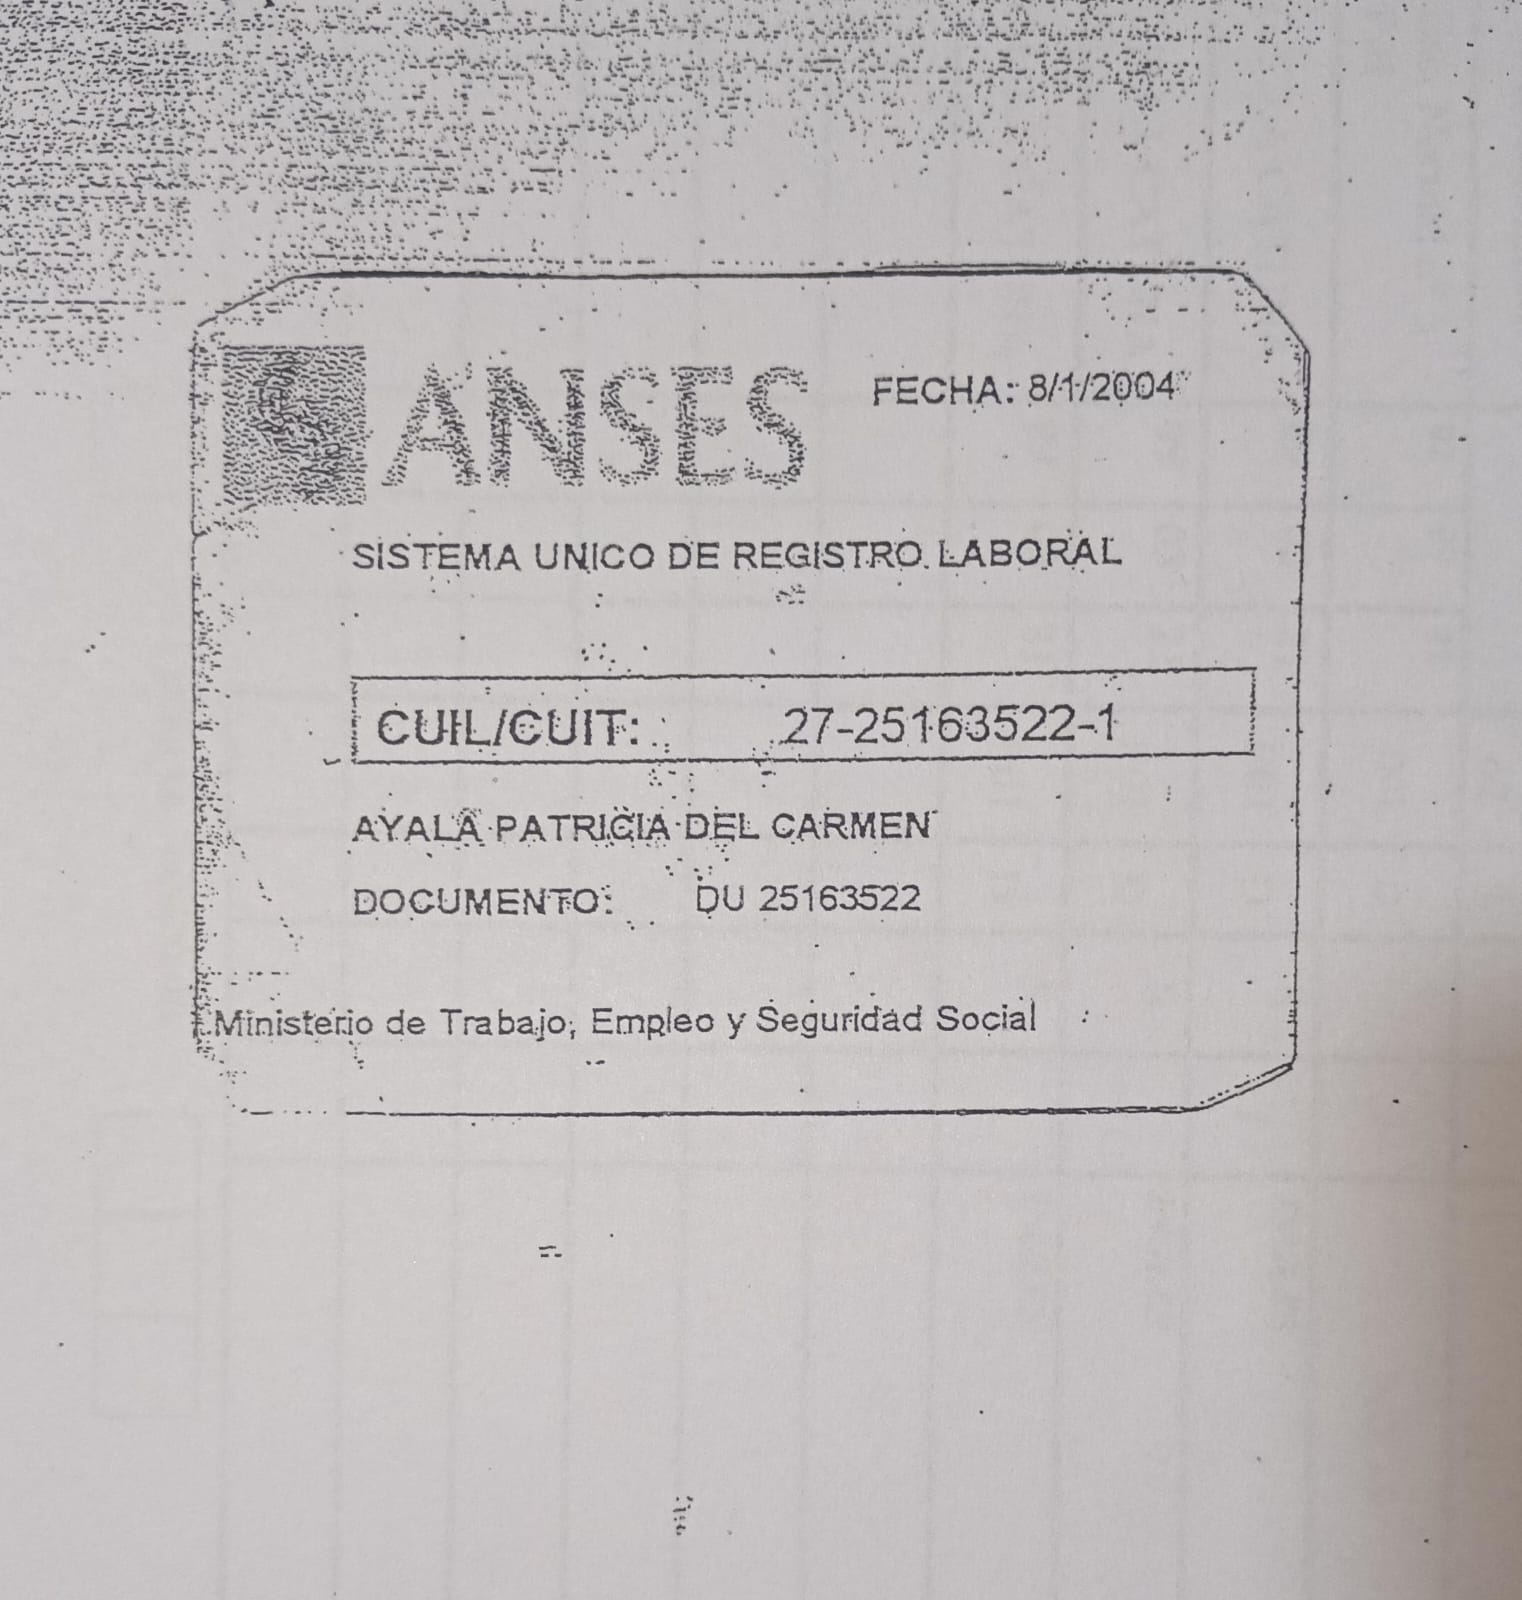 ANSES
FECHA: 8/1/2004
SISTEMA UNICO DE REGISTRO LABORAL
CUIL/CUIT: 27-25163522-1
AYALA PATRICIA DEL CARMEN
DOCUMENTO: DU 25163522
Ministerio de Trabajo, Empleo y Seguridad Social